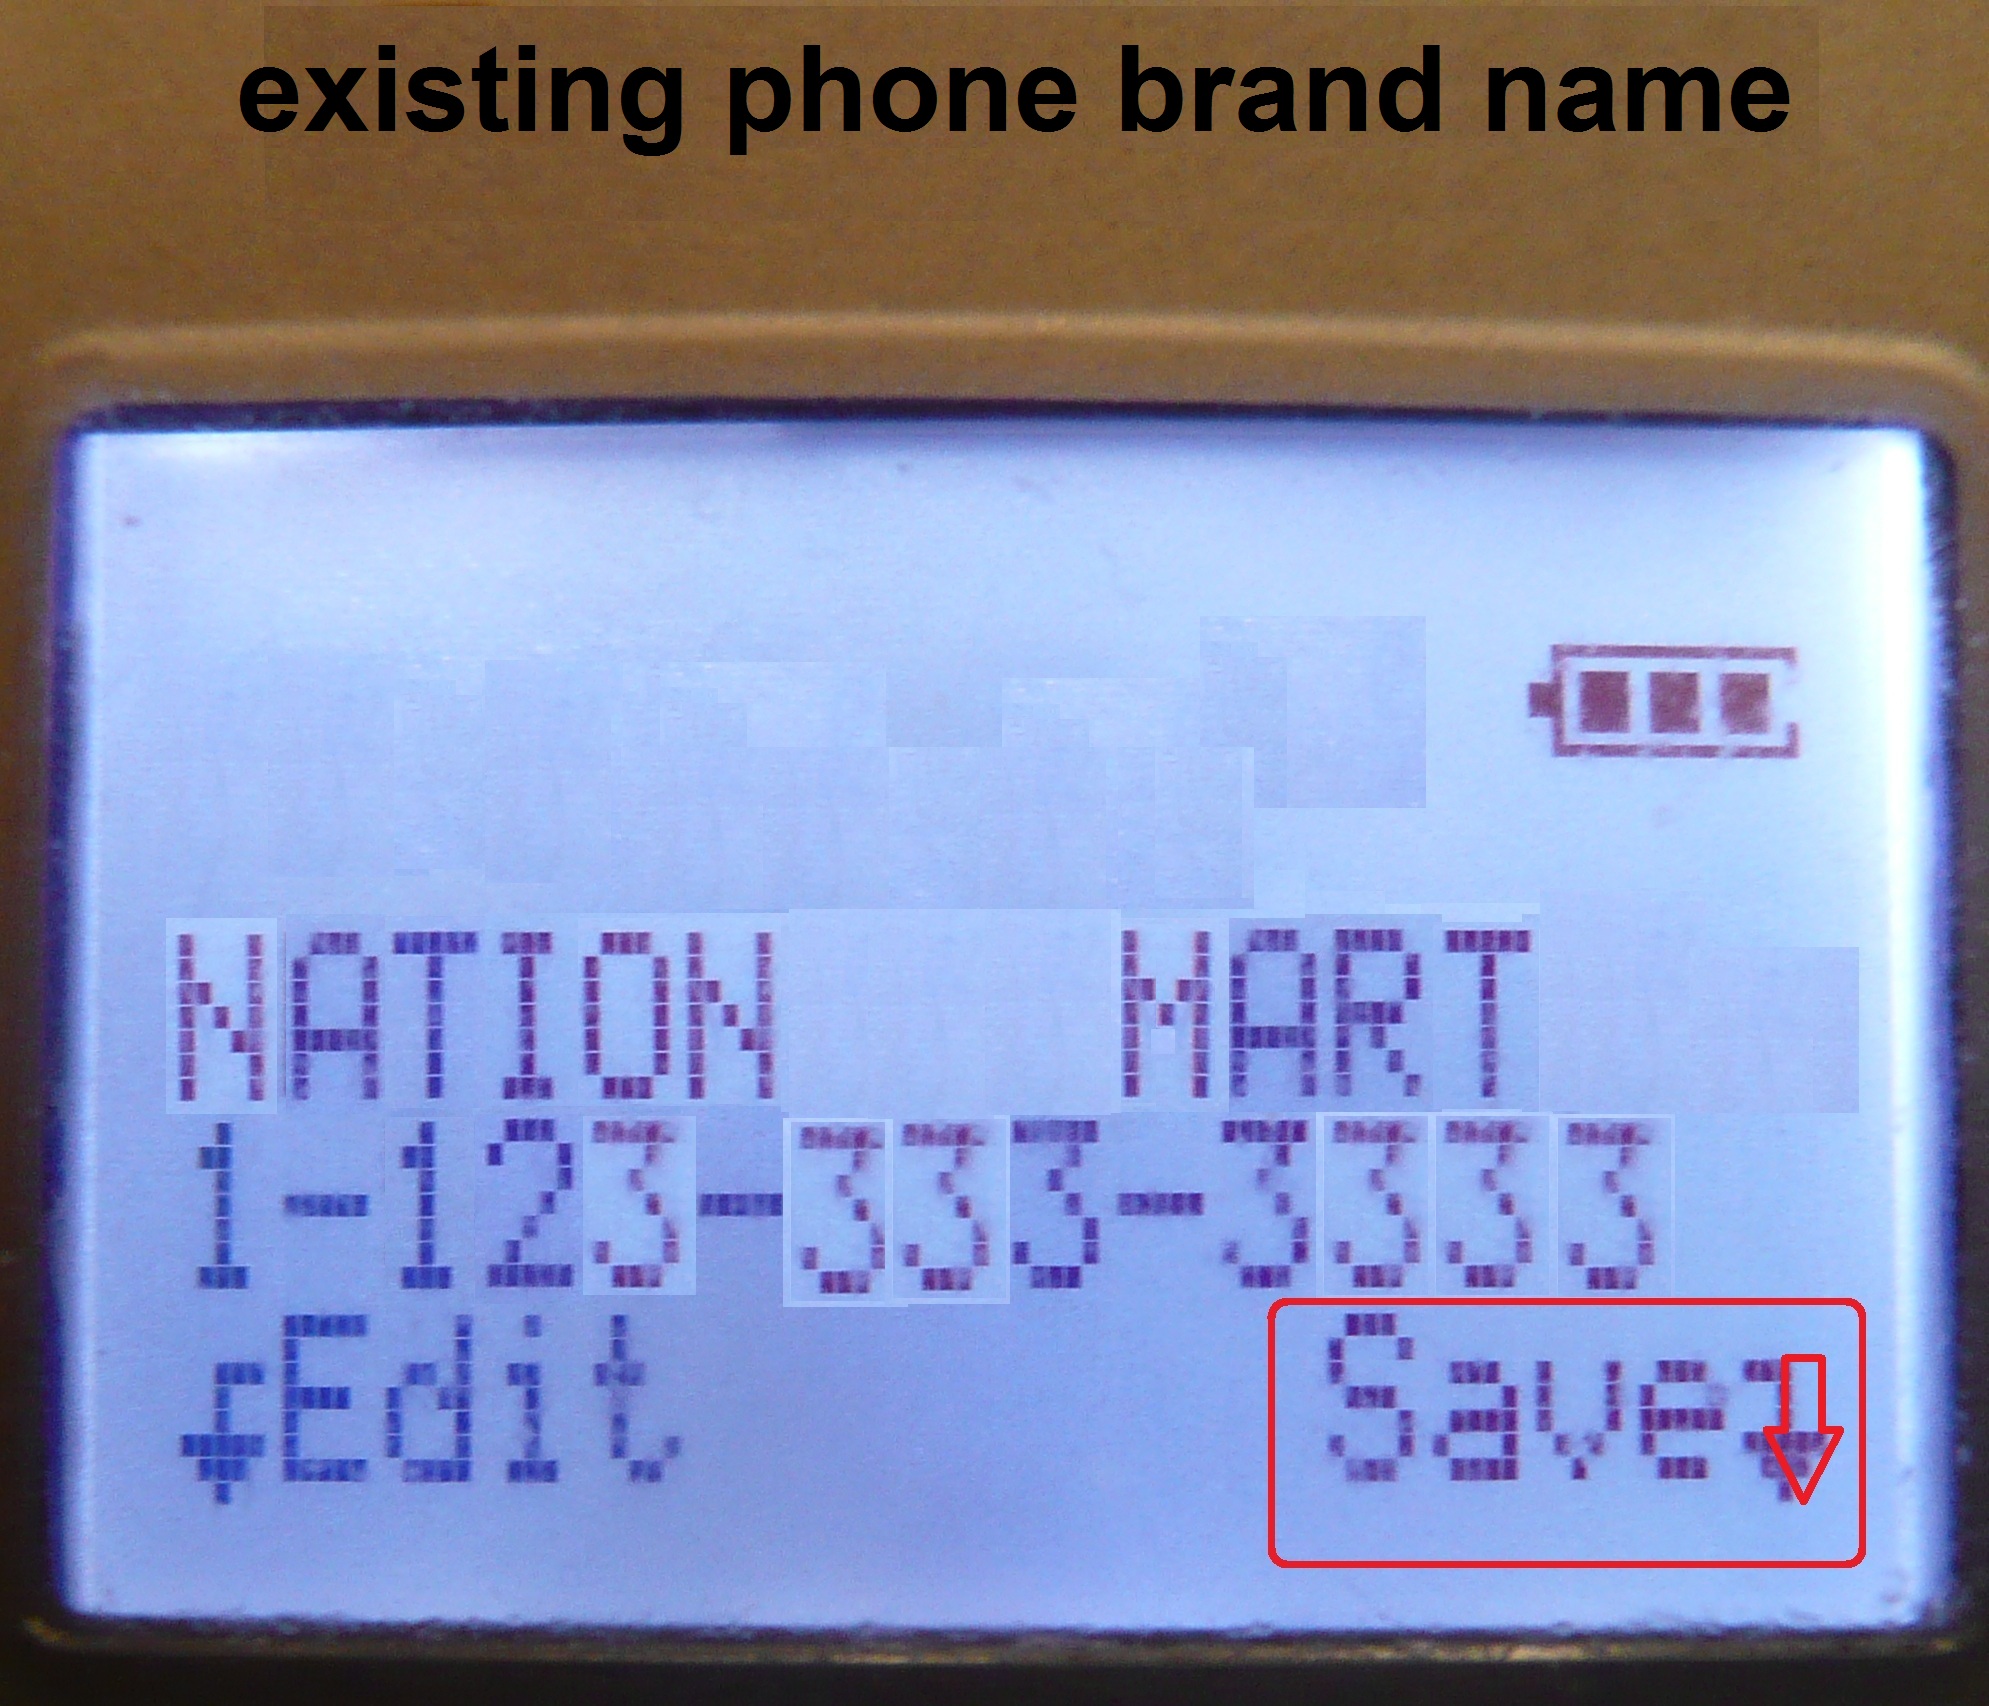 existing phone brand name
NATION MART
1-123-333-3333
Edit Save